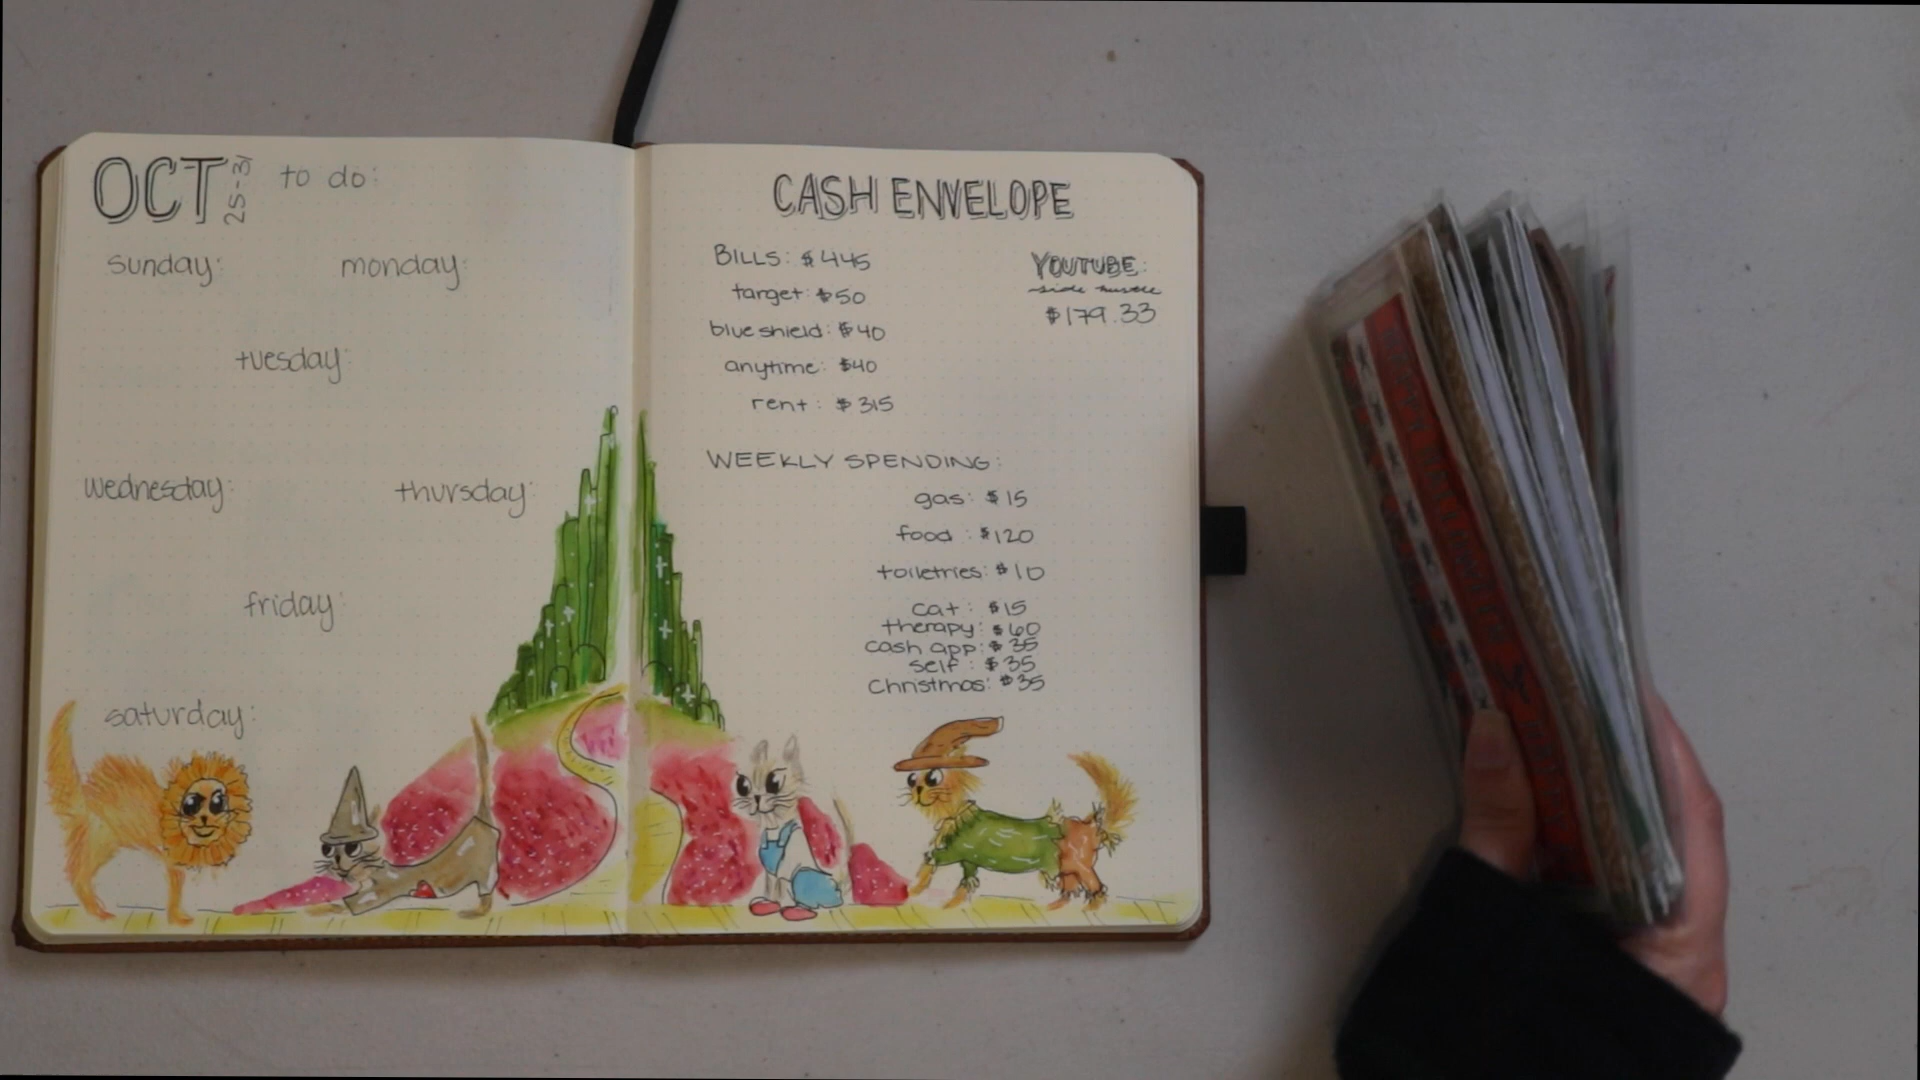 OCT
25-31
to do:
sunday:
monday:
tuesday:
wednesday:
thursday:
friday:
saturday:
CASH ENVELOPE
BILLS: $445
target: $50
blue shield: $40
anytime: $40
rent: $315
YOUTUBE:
side hustle
$179.33
WEEKLY SPENDING:
gas: $15
food: $120
toiletries: $10
cat: $15
therapy: $60
cash app: $35
self: $35
Christmas: $35
HAPPY HALLOWEEN